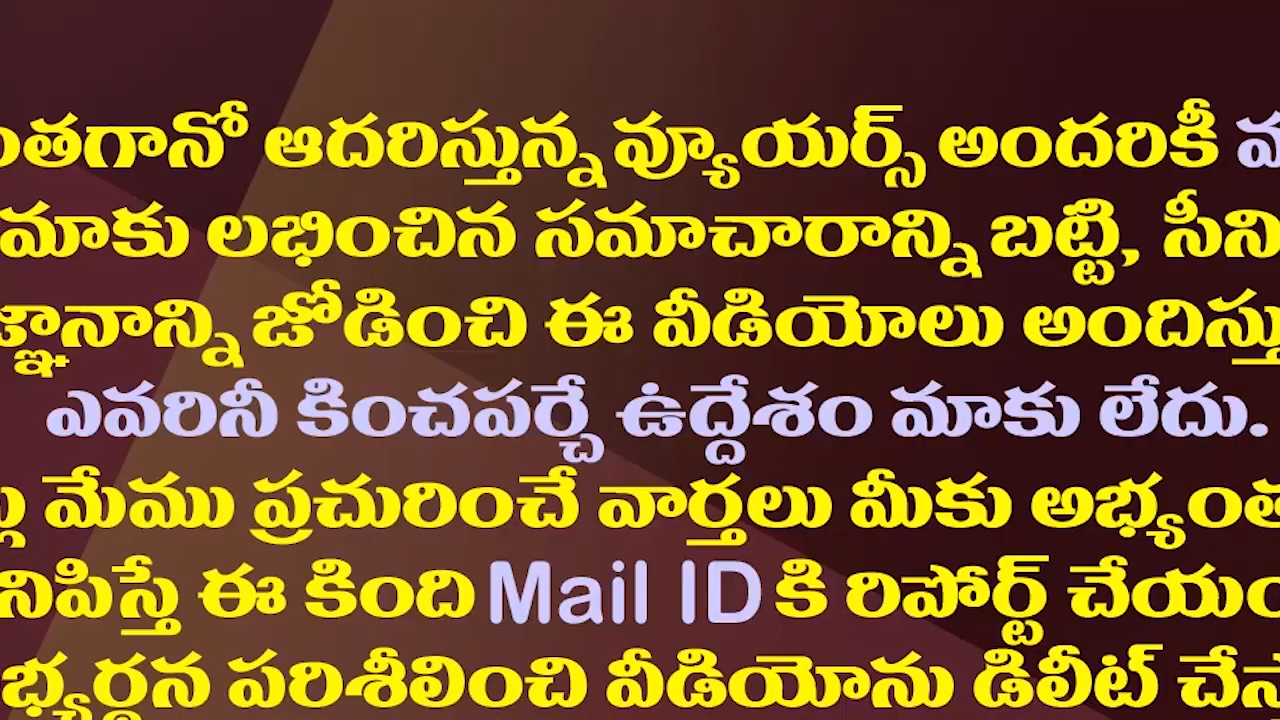 ఆదరిస్తున్న వ్యూయర్స్ అందరికీ
మాకు లభించిన సమాచారాన్ని బట్టి,
జోడించి ఈ వీడియోలు
ఎవరినీ కించపర్చే ఉద్దేశం మాకు లేదు.
మేము ప్రచురించే వార్తలు మీకు
ఈ కింది Mail ID కి రిపోర్ట్
పరిశీలించి వీడియోను డిలీట్